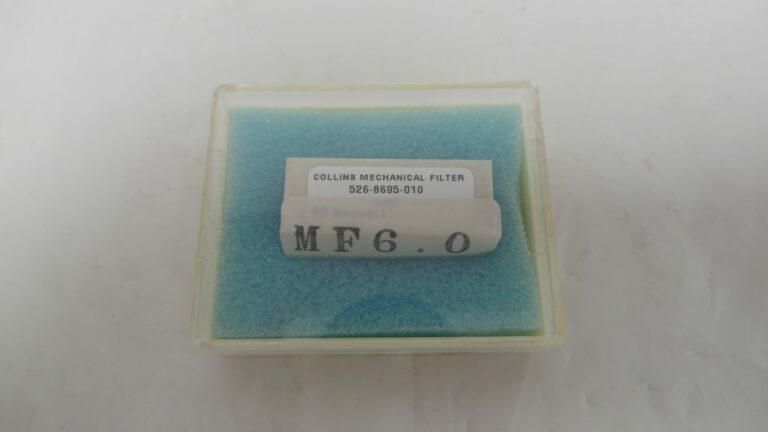 COLLINS MECHANICAL FILTER
526-8695-010
MF6.0